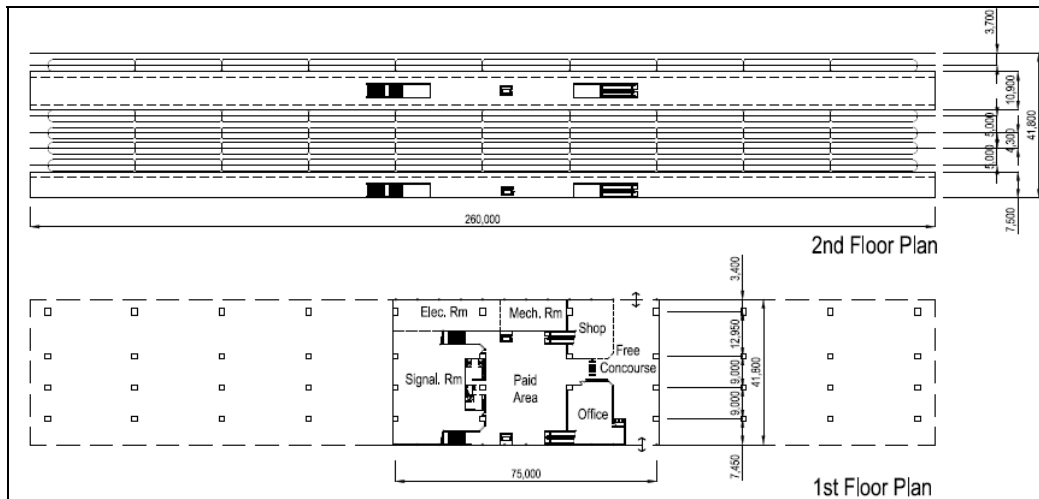 3,700
10,900
5,000
4,300
5,000
41,800
7,500
260,000
2nd Floor Plan
3,400
12,950
9,000
9,000
41,800
7,450
Elec. Rm
Mech. Rm
Shop
Free
Concourse
Signal. Rm
Paid
Area
Office
75,000
1st Floor Plan